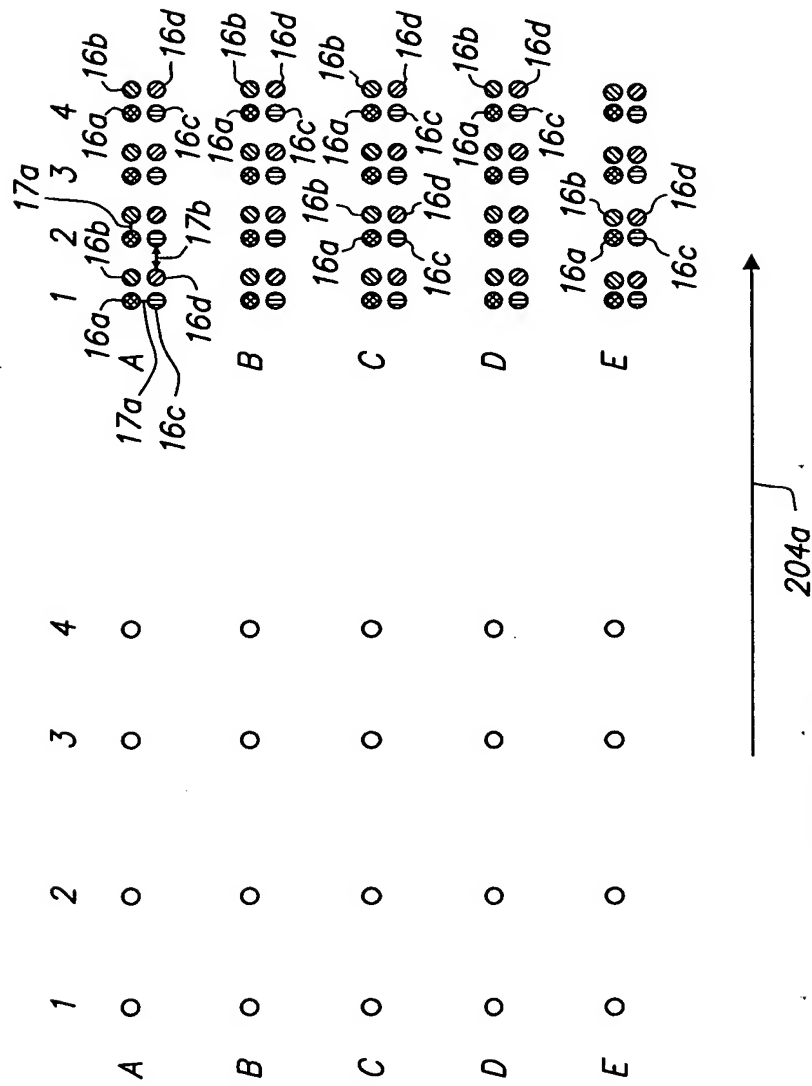 17a
1 2 3 4 1 2 3 4
16a 16b 16b 16a 16b
A A
17a 16c 16d 17b 16c 16d
16a 16b
B B
16c 16d
16a 16b 16a 16b
C C
16c 16d 16c 16d
16a 16b
D D
16c 16d
16a 16b
E E
16c 16d
204a